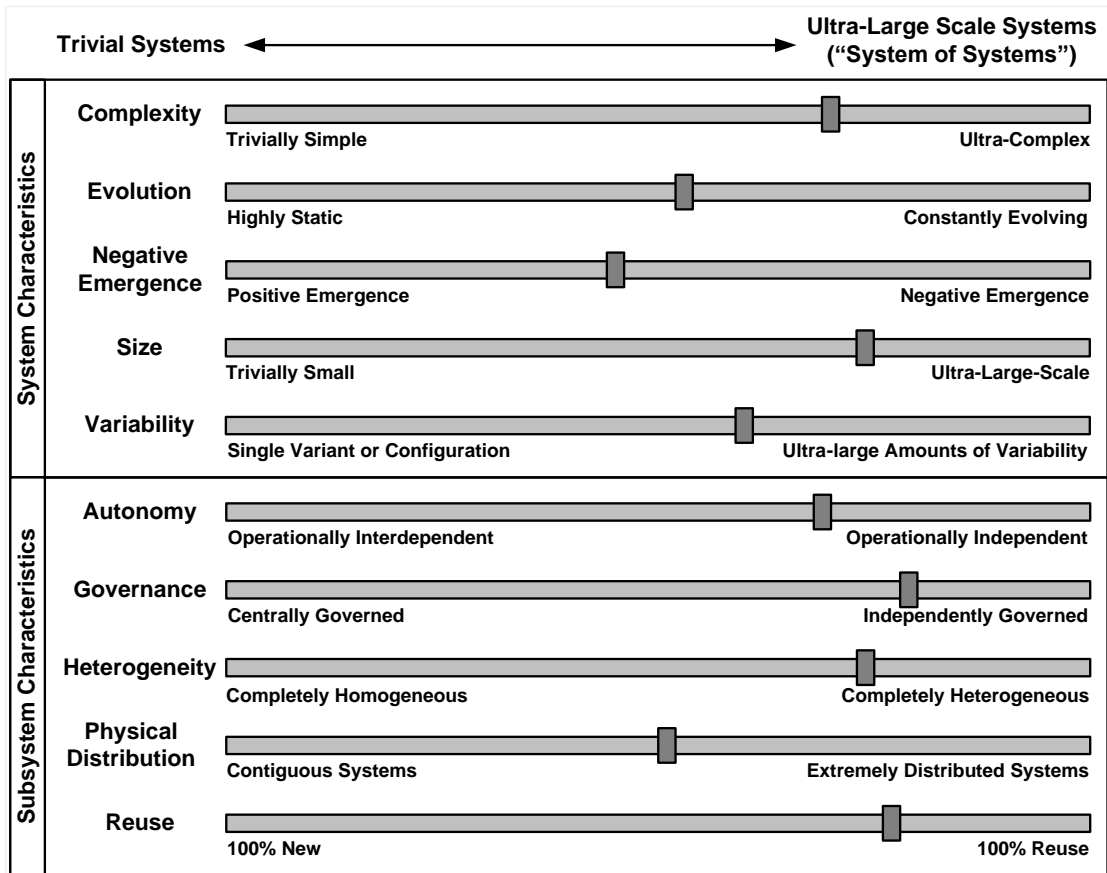 Trivial Systems
Ultra-Large Scale Systems
(“System of Systems”)
System Characteristics
Complexity
Trivially Simple
Ultra-Complex
Evolution
Highly Static
Constantly Evolving
Negative
Emergence
Positive Emergence
Negative Emergence
Size
Trivially Small
Ultra-Large-Scale
Variability
Single Variant or Configuration
Ultra-large Amounts of Variability
Subsystem Characteristics
Autonomy
Operationally Interdependent
Operationally Independent
Governance
Centrally Governed
Independently Governed
Heterogeneity
Completely Homogeneous
Completely Heterogeneous
Physical
Distribution
Contiguous Systems
Extremely Distributed Systems
Reuse
100% New
100% Reuse